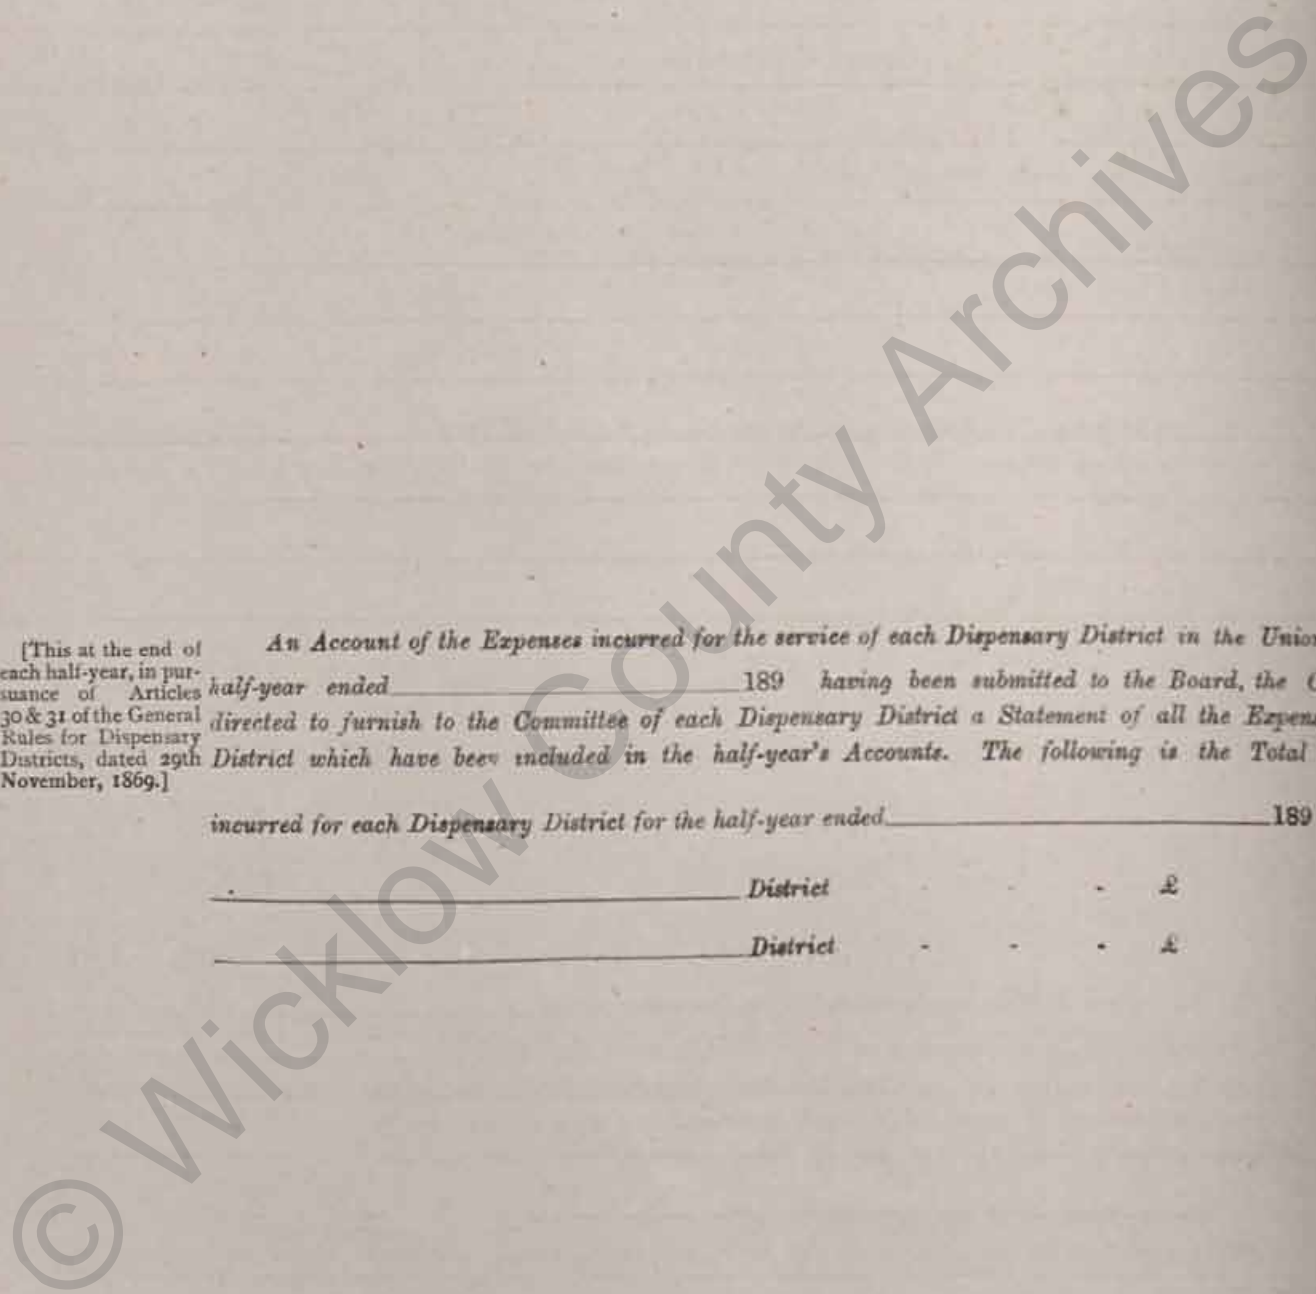 [This at the end of
each half-year, in pur-
suance of Articles
30 & 31 of the General
Rules for Dispensary
Districts, dated 29th
November, 1869.]
An Account of the Expenses incurred for the service of each Dispensary District in the Union
half-year ended 189 having been submitted to the Board, the
directed to furnish to the Committee of each Dispensary District a Statement of all the Expen
District which have been included in the half-year's Accounts. The following is the Total
incurred for each Dispensary District for the half-year ended 189
District - - - £
District - - - £
© Wicklow County Archives